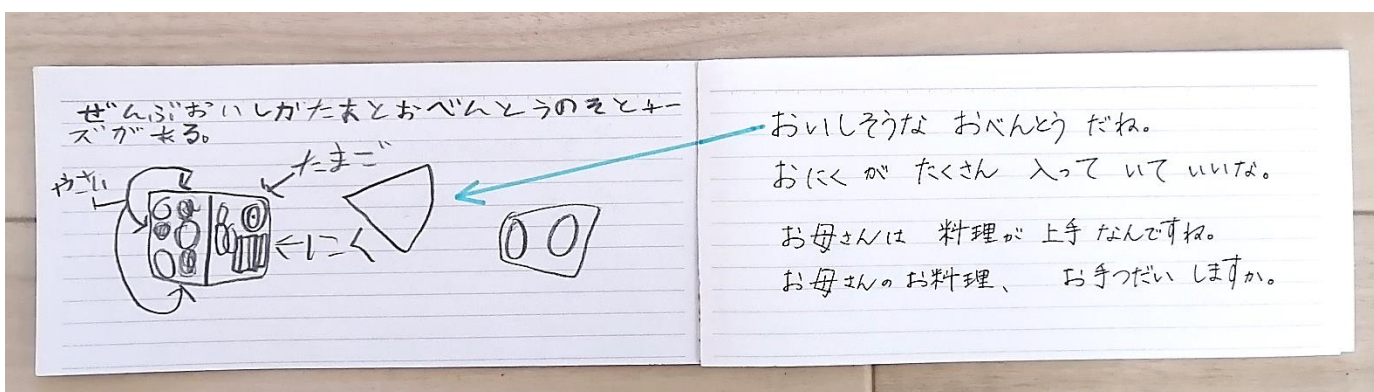 ぜんぶおいしがたまとおべんとうのそとチー
ズがある。
たまご
やさい
にく
おいしそうな おべんとう だね。
おにく が たくさん 入って いて いいな。
お母さんは 料理が 上手 なんですね。
お母さんのお料理、 お手つだい しますか。